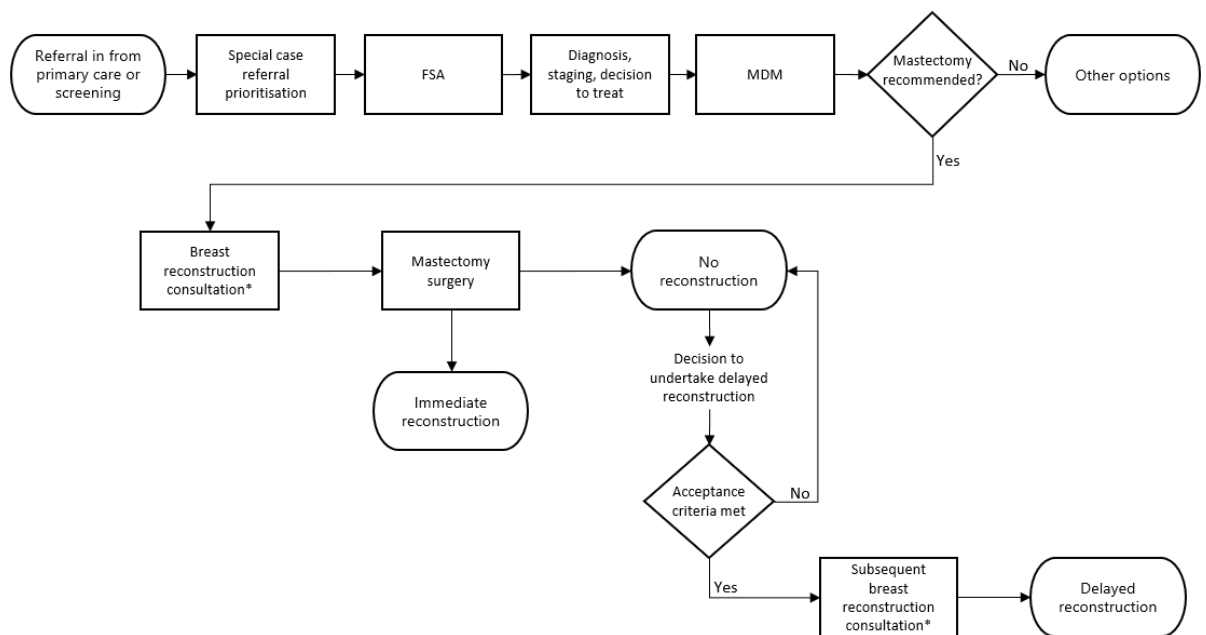 Referral in from
primary care or
screening
Special case
referral
prioritisation
FSA
Diagnosis,
staging, decision
to treat
MDM
Mastectomy
recommended?
No
Other options
Yes
Breast
reconstruction
consultation*
Mastectomy
surgery
No
reconstruction
Immediate
reconstruction
Decision to
undertake delayed
reconstruction
Acceptance
criteria met
No
Yes
Subsequent
breast
reconstruction
consultation*
Delayed
reconstruction